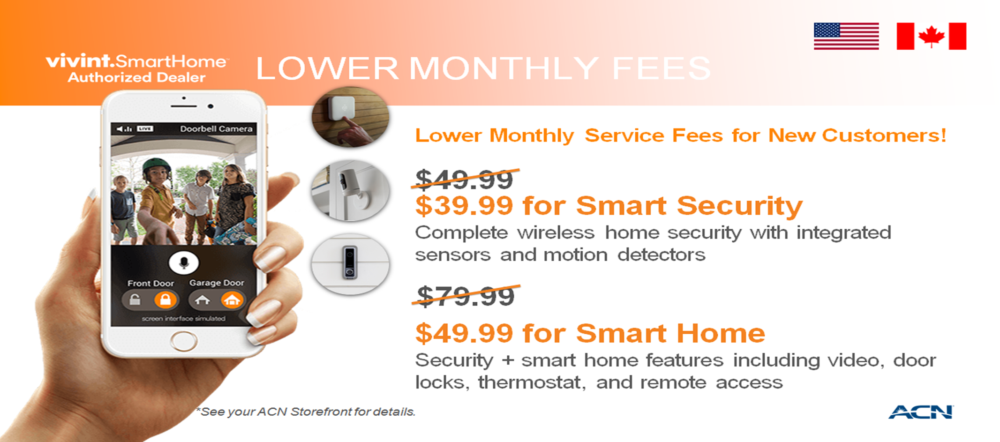 vivint.SmartHome™
Authorized Dealer
LOWER MONTHLY FEES
LIVE
Doorbell Camera
Front Door
Garage Door
screen interface simulated
Lower Monthly Service Fees for New Customers!
$49.99
$39.99 for Smart Security
Complete wireless home security with integrated
sensors and motion detectors
$79.99
$49.99 for Smart Home
Security + smart home features including video, door
locks, thermostat, and remote access
*See your ACN Storefront for details.
ACN